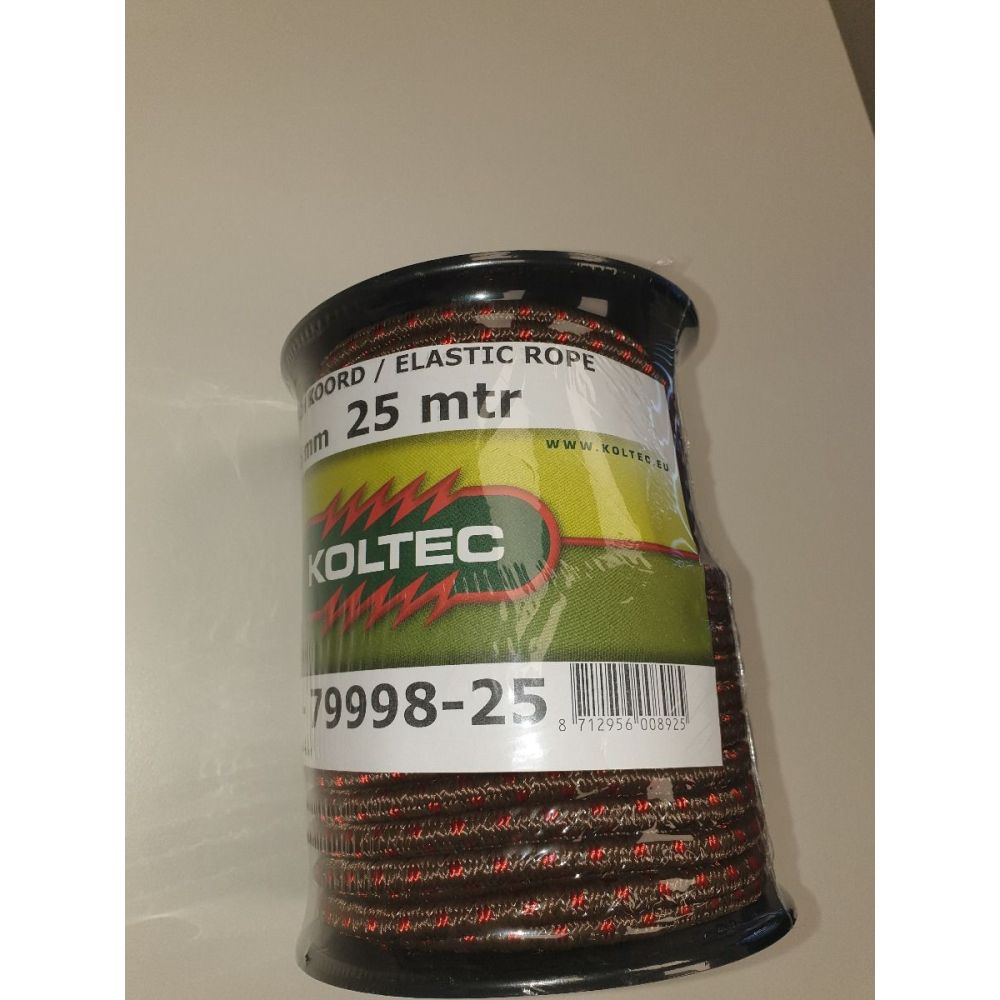 KOORD / ELASTIC ROPE
mm 25 mtr
WWW.KOLTEC.EU
KOLTEC
-79998-25
8 712956 008925